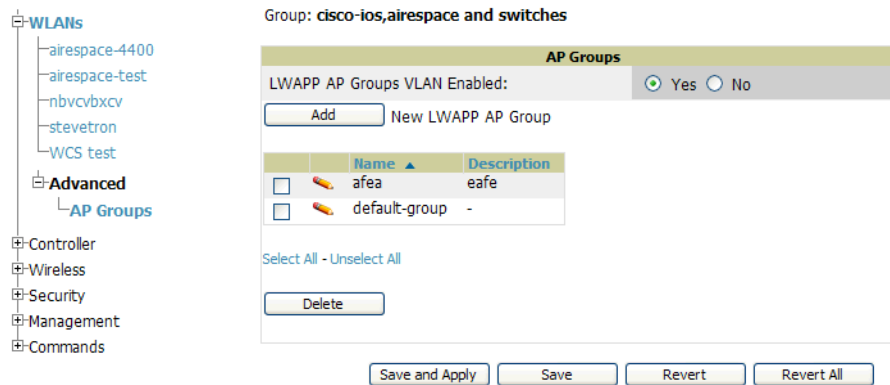 Group: cisco-ios,airespace and switches
WLANs
airespace-4400
airespace-test
nbvcvbxcv
stevetron
WCS test
Advanced
AP Groups
Controller
Wireless
Security
Management
Commands
AP Groups
LWAPP AP Groups VLAN Enabled: Yes No
Add New LWAPP AP Group
Name Description
afea eafe
default-group -
Select All - Unselect All
Delete
Save and Apply Save Revert Revert All